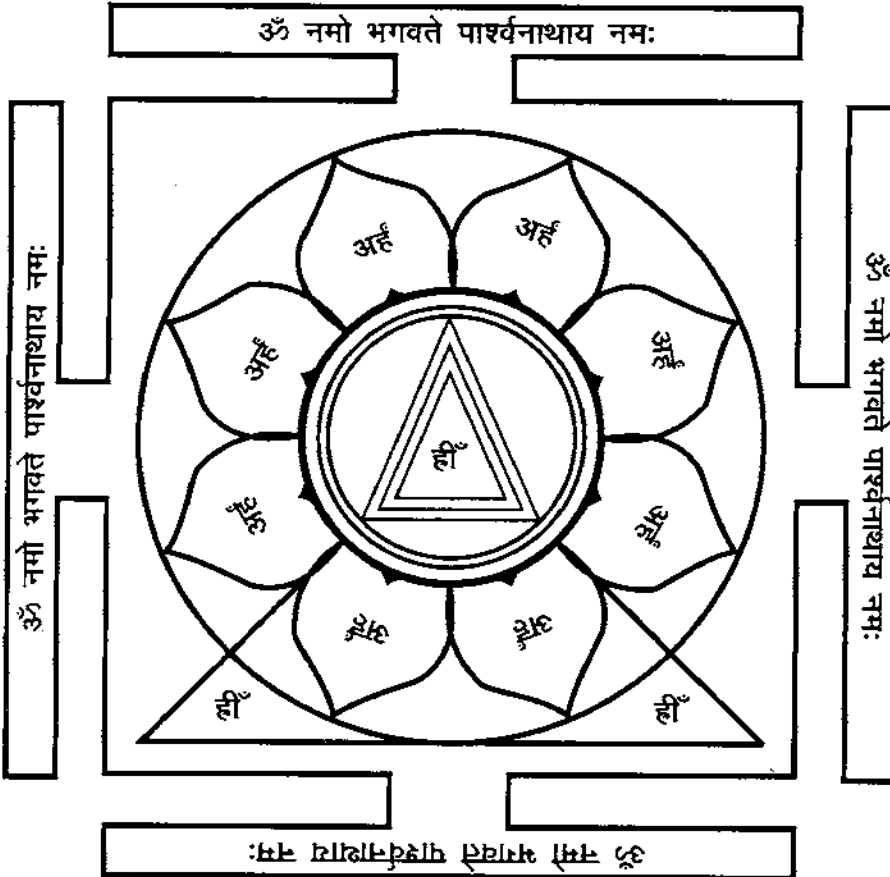 ॐ नमो भगवते पार्श्वनाथाय नमः
ॐ नमो भगवते पार्श्वनाथाय नमः
ॐ नमो भगवते पार्श्वनाथाय नमः
ॐ नमो भगवते पार्श्वनाथाय नमः
अर्हं
अर्हं
अर्हं
अर्हं
अर्हं
अर्हं
अर्हं
अर्हं
ह्रीँ
ह्रीँ
ह्रीँ